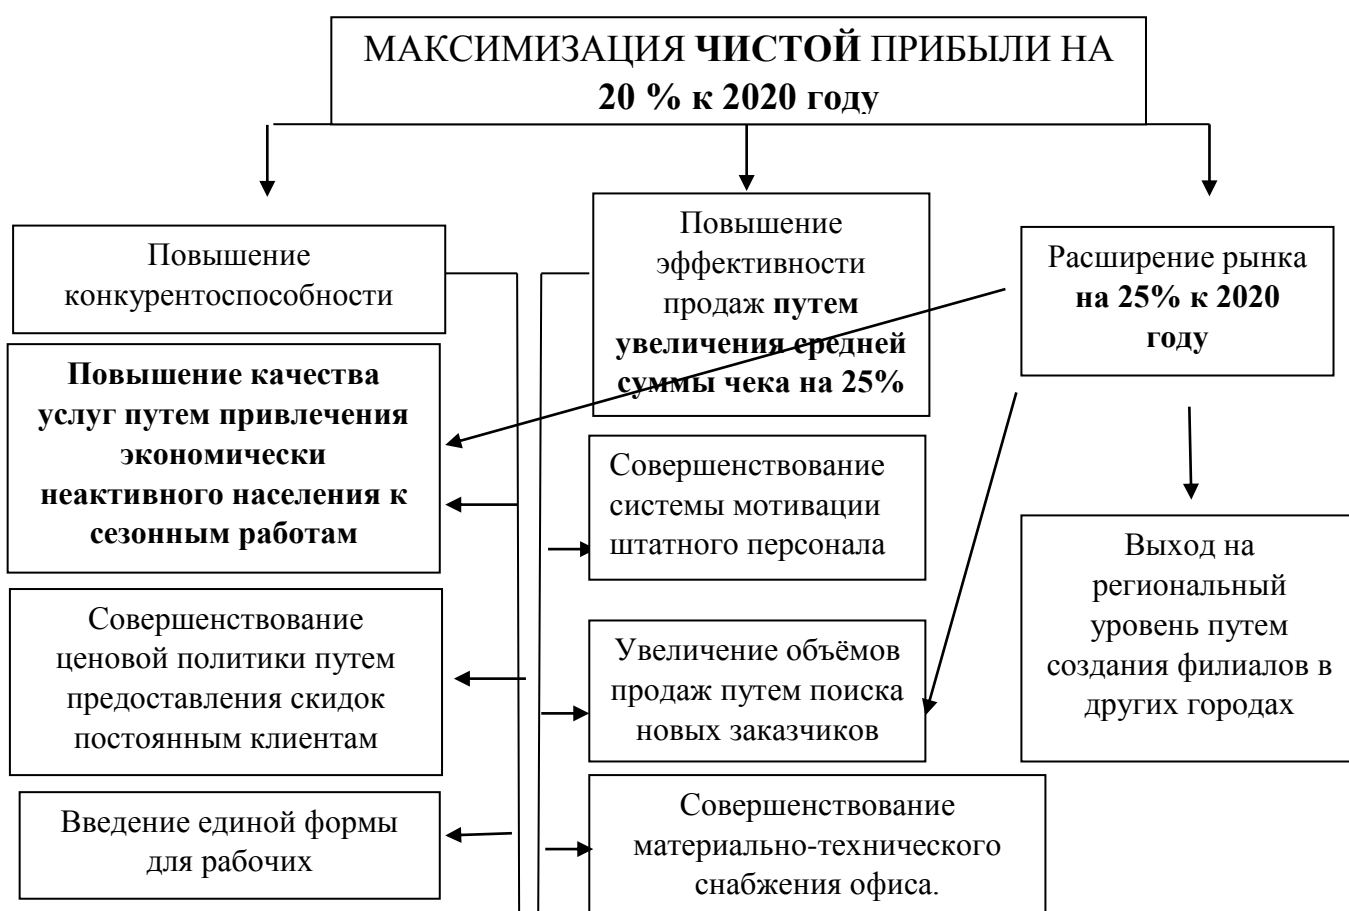 МАКСИМИЗАЦИЯ ЧИСТОЙ ПРИБЫЛИ НА
20 % к 2020 году
Повышение
конкурентоспособности
Повышение
эффективности
продаж путем
увеличения средней
суммы чека на 25%
Расширение рынка
на 25% к 2020
году
Повышение качества
услуг путем привлечения
экономически
неактивного населения к
сезонным работам
Совершенствование
системы мотивации
штатного персонала
Выход на
региональный
уровень путем
создания филиалов в
других городах
Совершенствование
ценовой политики путем
предоставления скидок
постоянным клиентам
Увеличение объёмов
продаж путем поиска
новых заказчиков
Введение единой формы
для рабочих
Совершенствование
материально-технического
снабжения офиса.